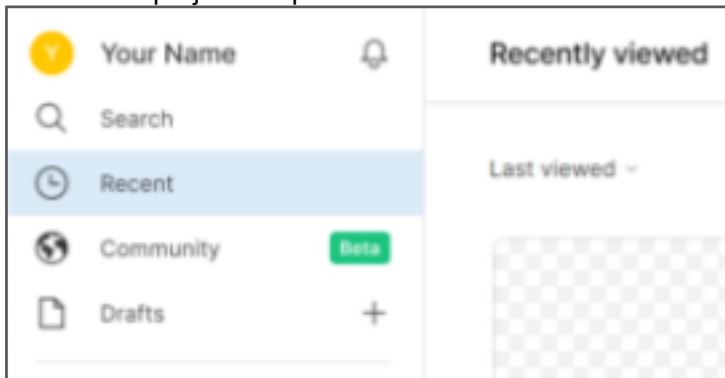 Y Your Name
Search
Recent
Community Beta
Drafts +
Recently viewed
Last viewed